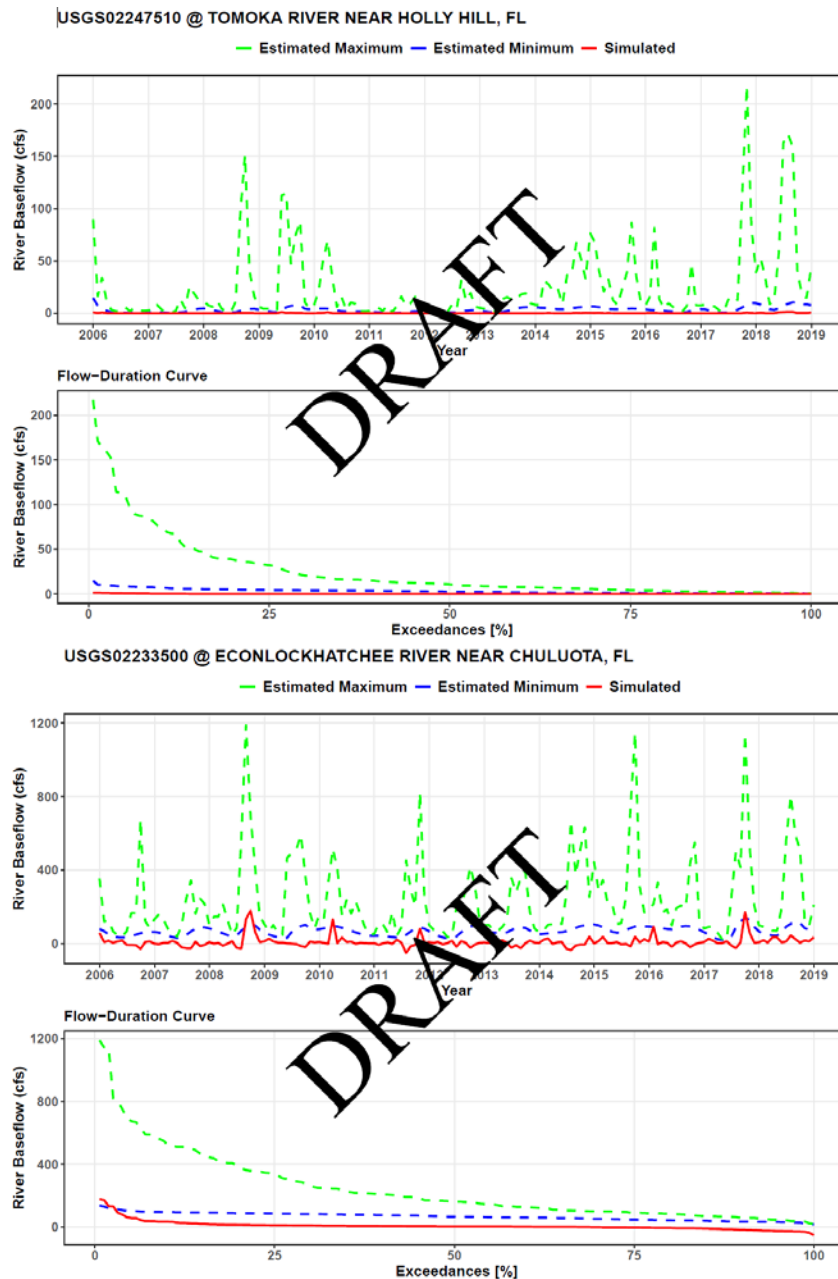 USGS02247510 @ TOMOKA RIVER NEAR HOLLY HILL, FL
Estimated Maximum Estimated Minimum Simulated
River Baseflow (cfs)
200
150
100
50
0
2006 2007 2008 2009 2010 2011 2012 2013 2014 2015 2016 2017 2018 2019
Year
DRAFT
Flow-Duration Curve
River Baseflow (cfs)
200
150
100
50
0
0 25 50 75 100
Exceedances [%]
USGS02233500 @ ECONLOCKHATCHEE RIVER NEAR CHULUOTA, FL
Estimated Maximum Estimated Minimum Simulated
River Baseflow (cfs)
1200
800
400
0
2006 2007 2008 2009 2010 2011 2012 2013 2014 2015 2016 2017 2018 2019
Year
DRAFT
Flow-Duration Curve
River Baseflow (cfs)
1200
800
400
0
0 25 50 75 100
Exceedances [%]